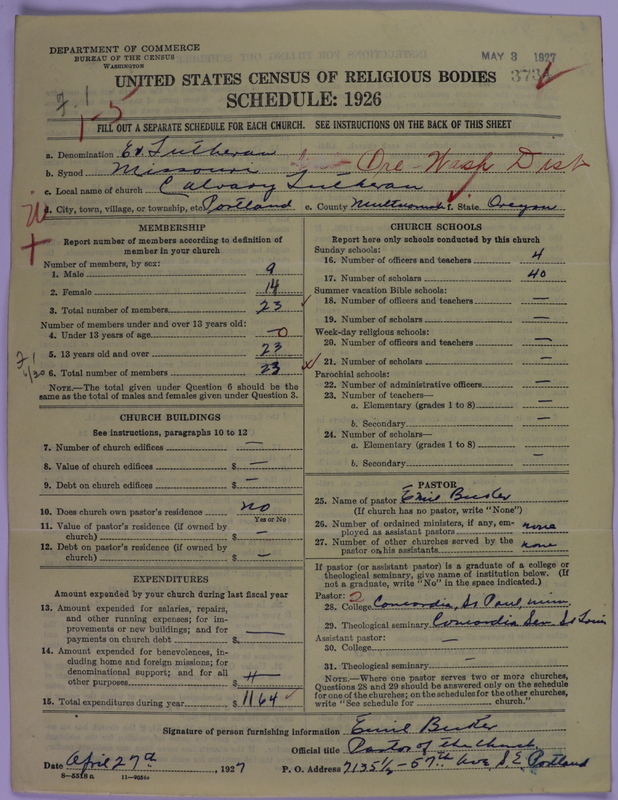 DEPARTMENT OF COMMERCE
BUREAU OF THE CENSUS
WASHINGTON
MAY 3 1927
UNITED STATES CENSUS OF RELIGIOUS BODIES
SCHEDULE: 1926
7.1
1-5
FILL OUT A SEPARATE SCHEDULE FOR EACH CHURCH. SEE INSTRUCTIONS ON THE BACK OF THIS SHEET
a. Denomination Ev Lutheran
b. Synod Missouri Ore-Wash Dist
c. Local name of church Calvary Lutheran
d. City, town, village, or township, etc. Portland e. County Multnomah f. State Oregon
MEMBERSHIP
Report number of members according to definition of
member in your church
Number of members, by sex:
1. Male 9
2. Female 14
3. Total number of members 23
Number of members under and over 13 years old:
4. Under 13 years of age 0
5. 13 years old and over 23
6. Total number of members 23
NOTE.—The total given under Question 6 should be the
same as the total of males and females given under Question 3.
CHURCH BUILDINGS
See instructions, paragraphs 10 to 12
7. Number of church edifices —
8. Value of church edifices $ —
9. Debt on church edifices $ —
10. Does church own pastor's residence no
Yes or No
11. Value of pastor's residence (if owned by
church) $ —
12. Debt on pastor's residence (if owned by
church) $ —
EXPENDITURES
Amount expended by your church during last fiscal year
13. Amount expended for salaries, repairs,
and other running expenses; for im-
provements or new buildings; and for
payments on church debt $ —
14. Amount expended for benevolences, in-
cluding home and foreign missions; for
denominational support; and for all
other purposes $
15. Total expenditures during year $ 1164
CHURCH SCHOOLS
Report here only schools conducted by this church
Sunday schools:
16. Number of officers and teachers 4
17. Number of scholars 40
Summer vacation Bible schools:
18. Number of officers and teachers —
19. Number of scholars —
Week-day religious schools:
20. Number of officers and teachers —
21. Number of scholars —
Parochial schools:
22. Number of administrative officers —
23. Number of teachers—
a. Elementary (grades 1 to 8) —
b. Secondary —
24. Number of scholars—
a. Elementary (grades 1 to 8) —
b. Secondary —
PASTOR
25. Name of pastor Emil Becker
(If church has no pastor, write "None")
26. Number of ordained ministers, if any, em-
ployed as assistant pastors none
27. Number of other churches served by the
pastor or his assistants none
If pastor (or assistant pastor) is a graduate of a college or
theological seminary, give name of institution below. (If
not a graduate, write "No" in the space indicated.)
Pastor: 2
28. College Concordia, St Paul, Minn.
29. Theological seminary Concordia Sem St Louis
Assistant pastor:
30. College —
31. Theological seminary —
NOTE.—Where one pastor serves two or more churches,
Questions 28 and 29 should be answered only on the schedule
for one of the churches; on the schedules for the other churches,
write "See schedule for church."
Signature of person furnishing information Emil Becker
Official title Pastor of the church
Date April 27th, 1927 P. O. Address 7135½ - 57th Ave S. E. Portland
8-5518 a